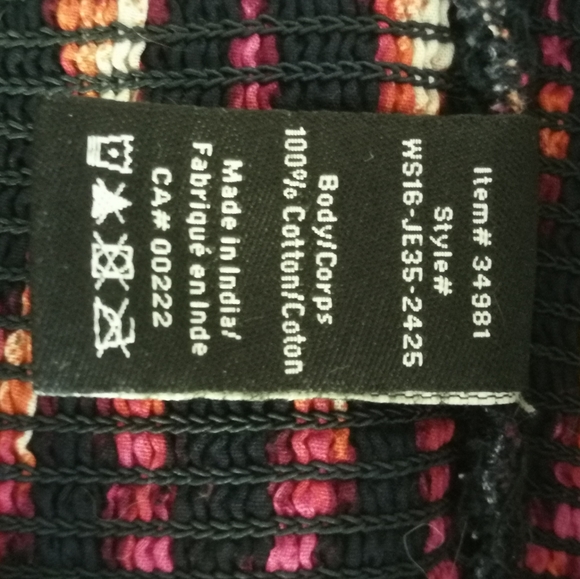 Item# 34981
Style#
WS16-JE35-2425
Body/Corps
100% Cotton/Coton
Made in India/
Fabriqué en Inde
CA# 00222